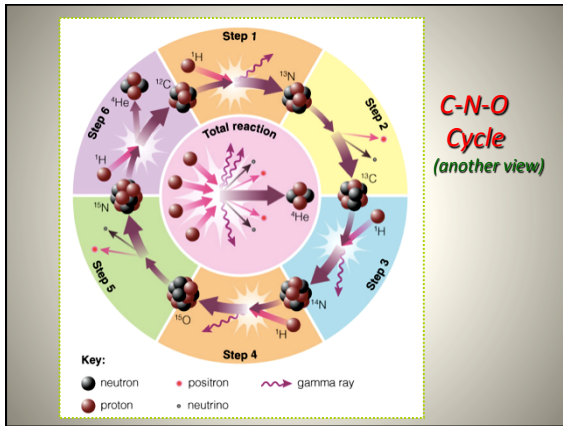 Step 1
¹H
¹²C
¹³N
Step 2
¹³C
¹H
Step 3
¹⁴N
¹H
Step 4
¹⁵O
Step 5
¹⁵N
¹H
Step 6
⁴He
Total reaction
⁴He
C-N-O
Cycle
(another view)
Key:
neutron
positron
gamma ray
proton
neutrino